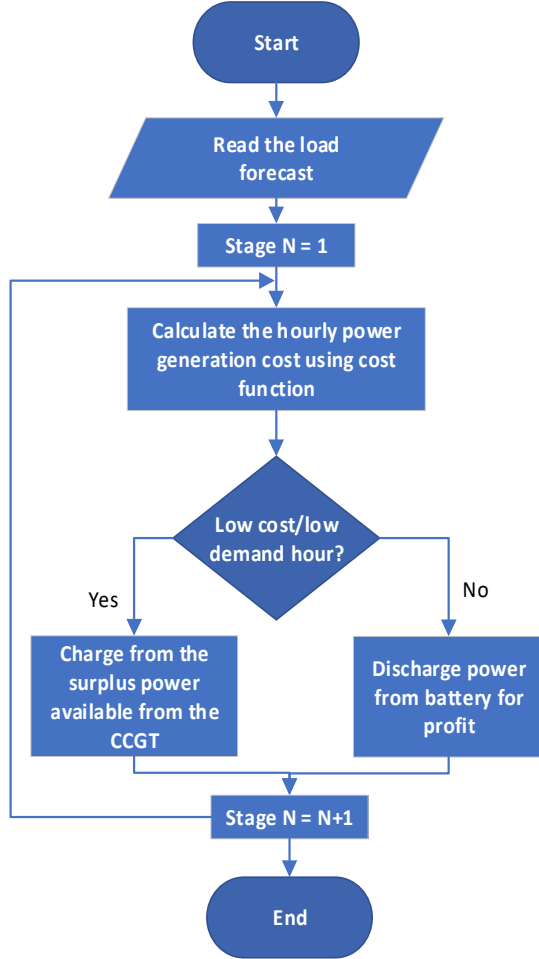 Start
Read the load
forecast
Stage N = 1
Calculate the hourly power
generation cost using cost
function
Low cost/low
demand hour?
Yes
No
Charge from the
surplus power
available from the
CCGT
Discharge power
from battery for
profit
Stage N = N+1
End